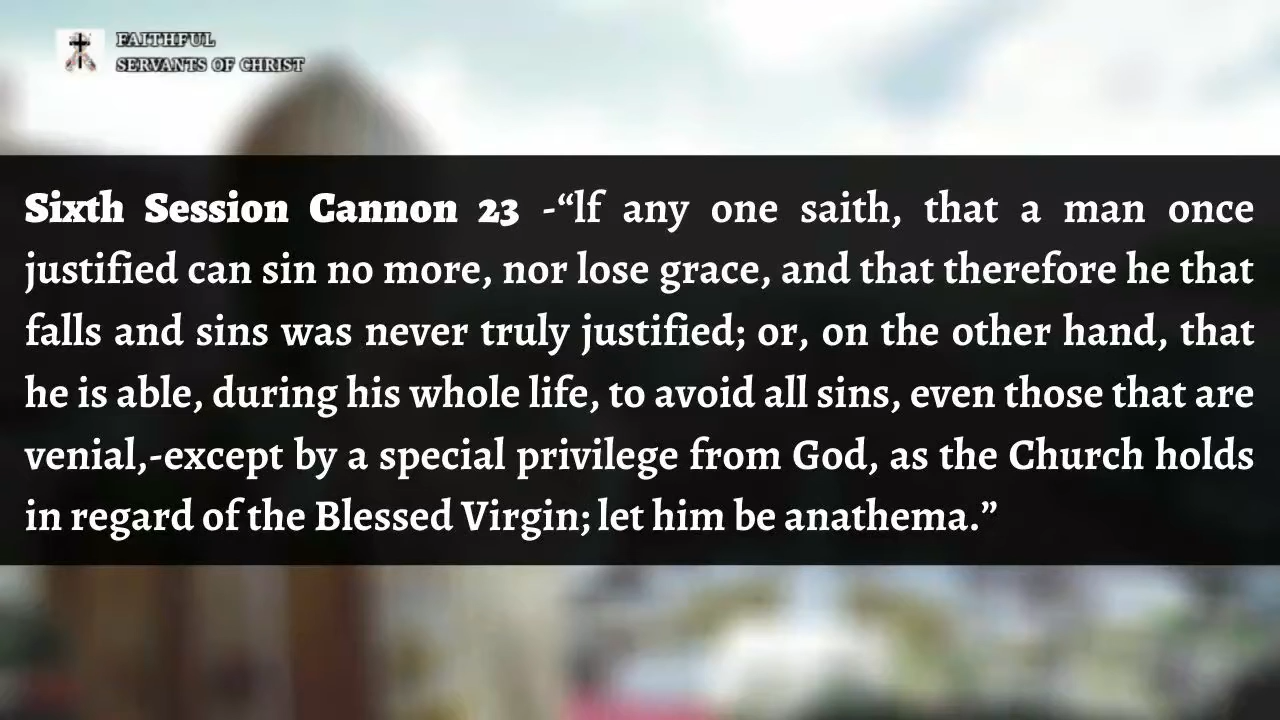 FAITHFUL
SERVANTS OF CHRIST
Sixth Session Cannon 23 -“lf any one saith, that a man once
justified can sin no more, nor lose grace, and that therefore he that
falls and sins was never truly justified; or, on the other hand, that
he is able, during his whole life, to avoid all sins, even those that are
venial,-except by a special privilege from God, as the Church holds
in regard of the Blessed Virgin; let him be anathema.”